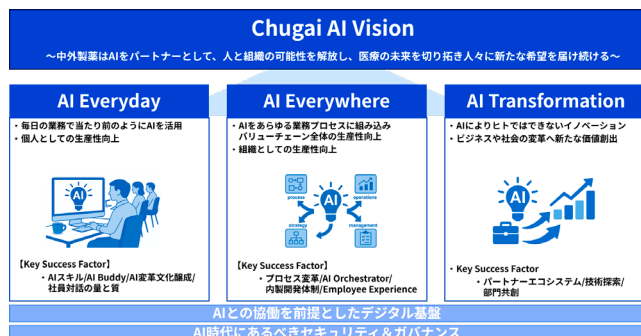 Chugai AI Vision
～中外製薬はAIをパートナーとして、人と組織の可能性を解放し、医療の未来を切り拓き人々に新たな希望を届け続ける～
AI Everyday
・毎日の業務で当たり前のようにAIを活用
・個人としての生産性向上
AI
【Key Success Factor】
・AIスキル/AI Buddy/AI変革文化醸成/
社員対話の量と質
AI Everywhere
・AIをあらゆる業務プロセスに組み込み
バリューチェーン全体の生産性向上
・組織としての生産性向上
process
operations
AI
strategy
management
【Key Success Factor】
・プロセス変革/AI Orchestrator/
内製開発体制/Employee Experience
AI Transformation
・AIによりヒトではできないイノベーション
・ビジネスや社会の変革へ新たな価値創出
AI
・Key Success Factor
・パートナーエコシステム/技術探索/
部門共創
AIとの協働を前提としたデジタル基盤
AI時代にあるべきセキュリティ＆ガバナンス